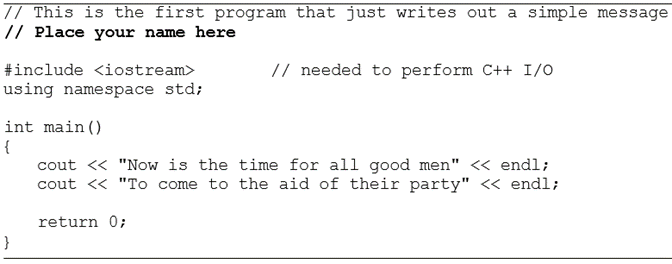 // This is the first program that just writes out a simple message
// Place your name here
#include <iostream> // needed to perform C++ I/O
using namespace std;
int main()
{
cout << "Now is the time for all good men" << endl;
cout << "To come to the aid of their party" << endl;
return 0;
}